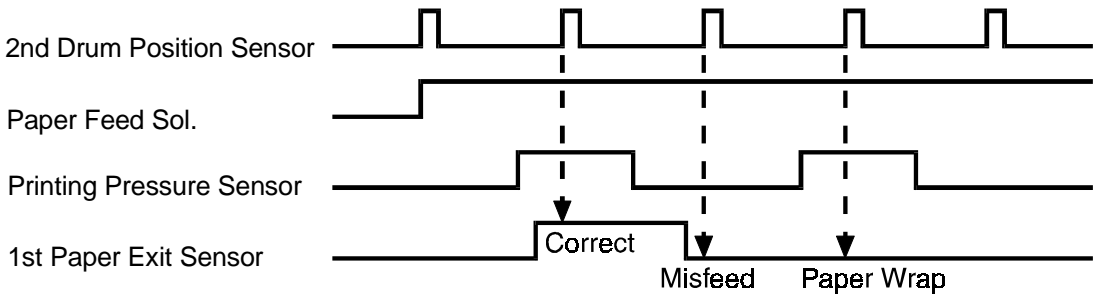 2nd Drum Position Sensor
Paper Feed Sol.
Printing Pressure Sensor
1st Paper Exit Sensor
Correct
Misfeed
Paper Wrap